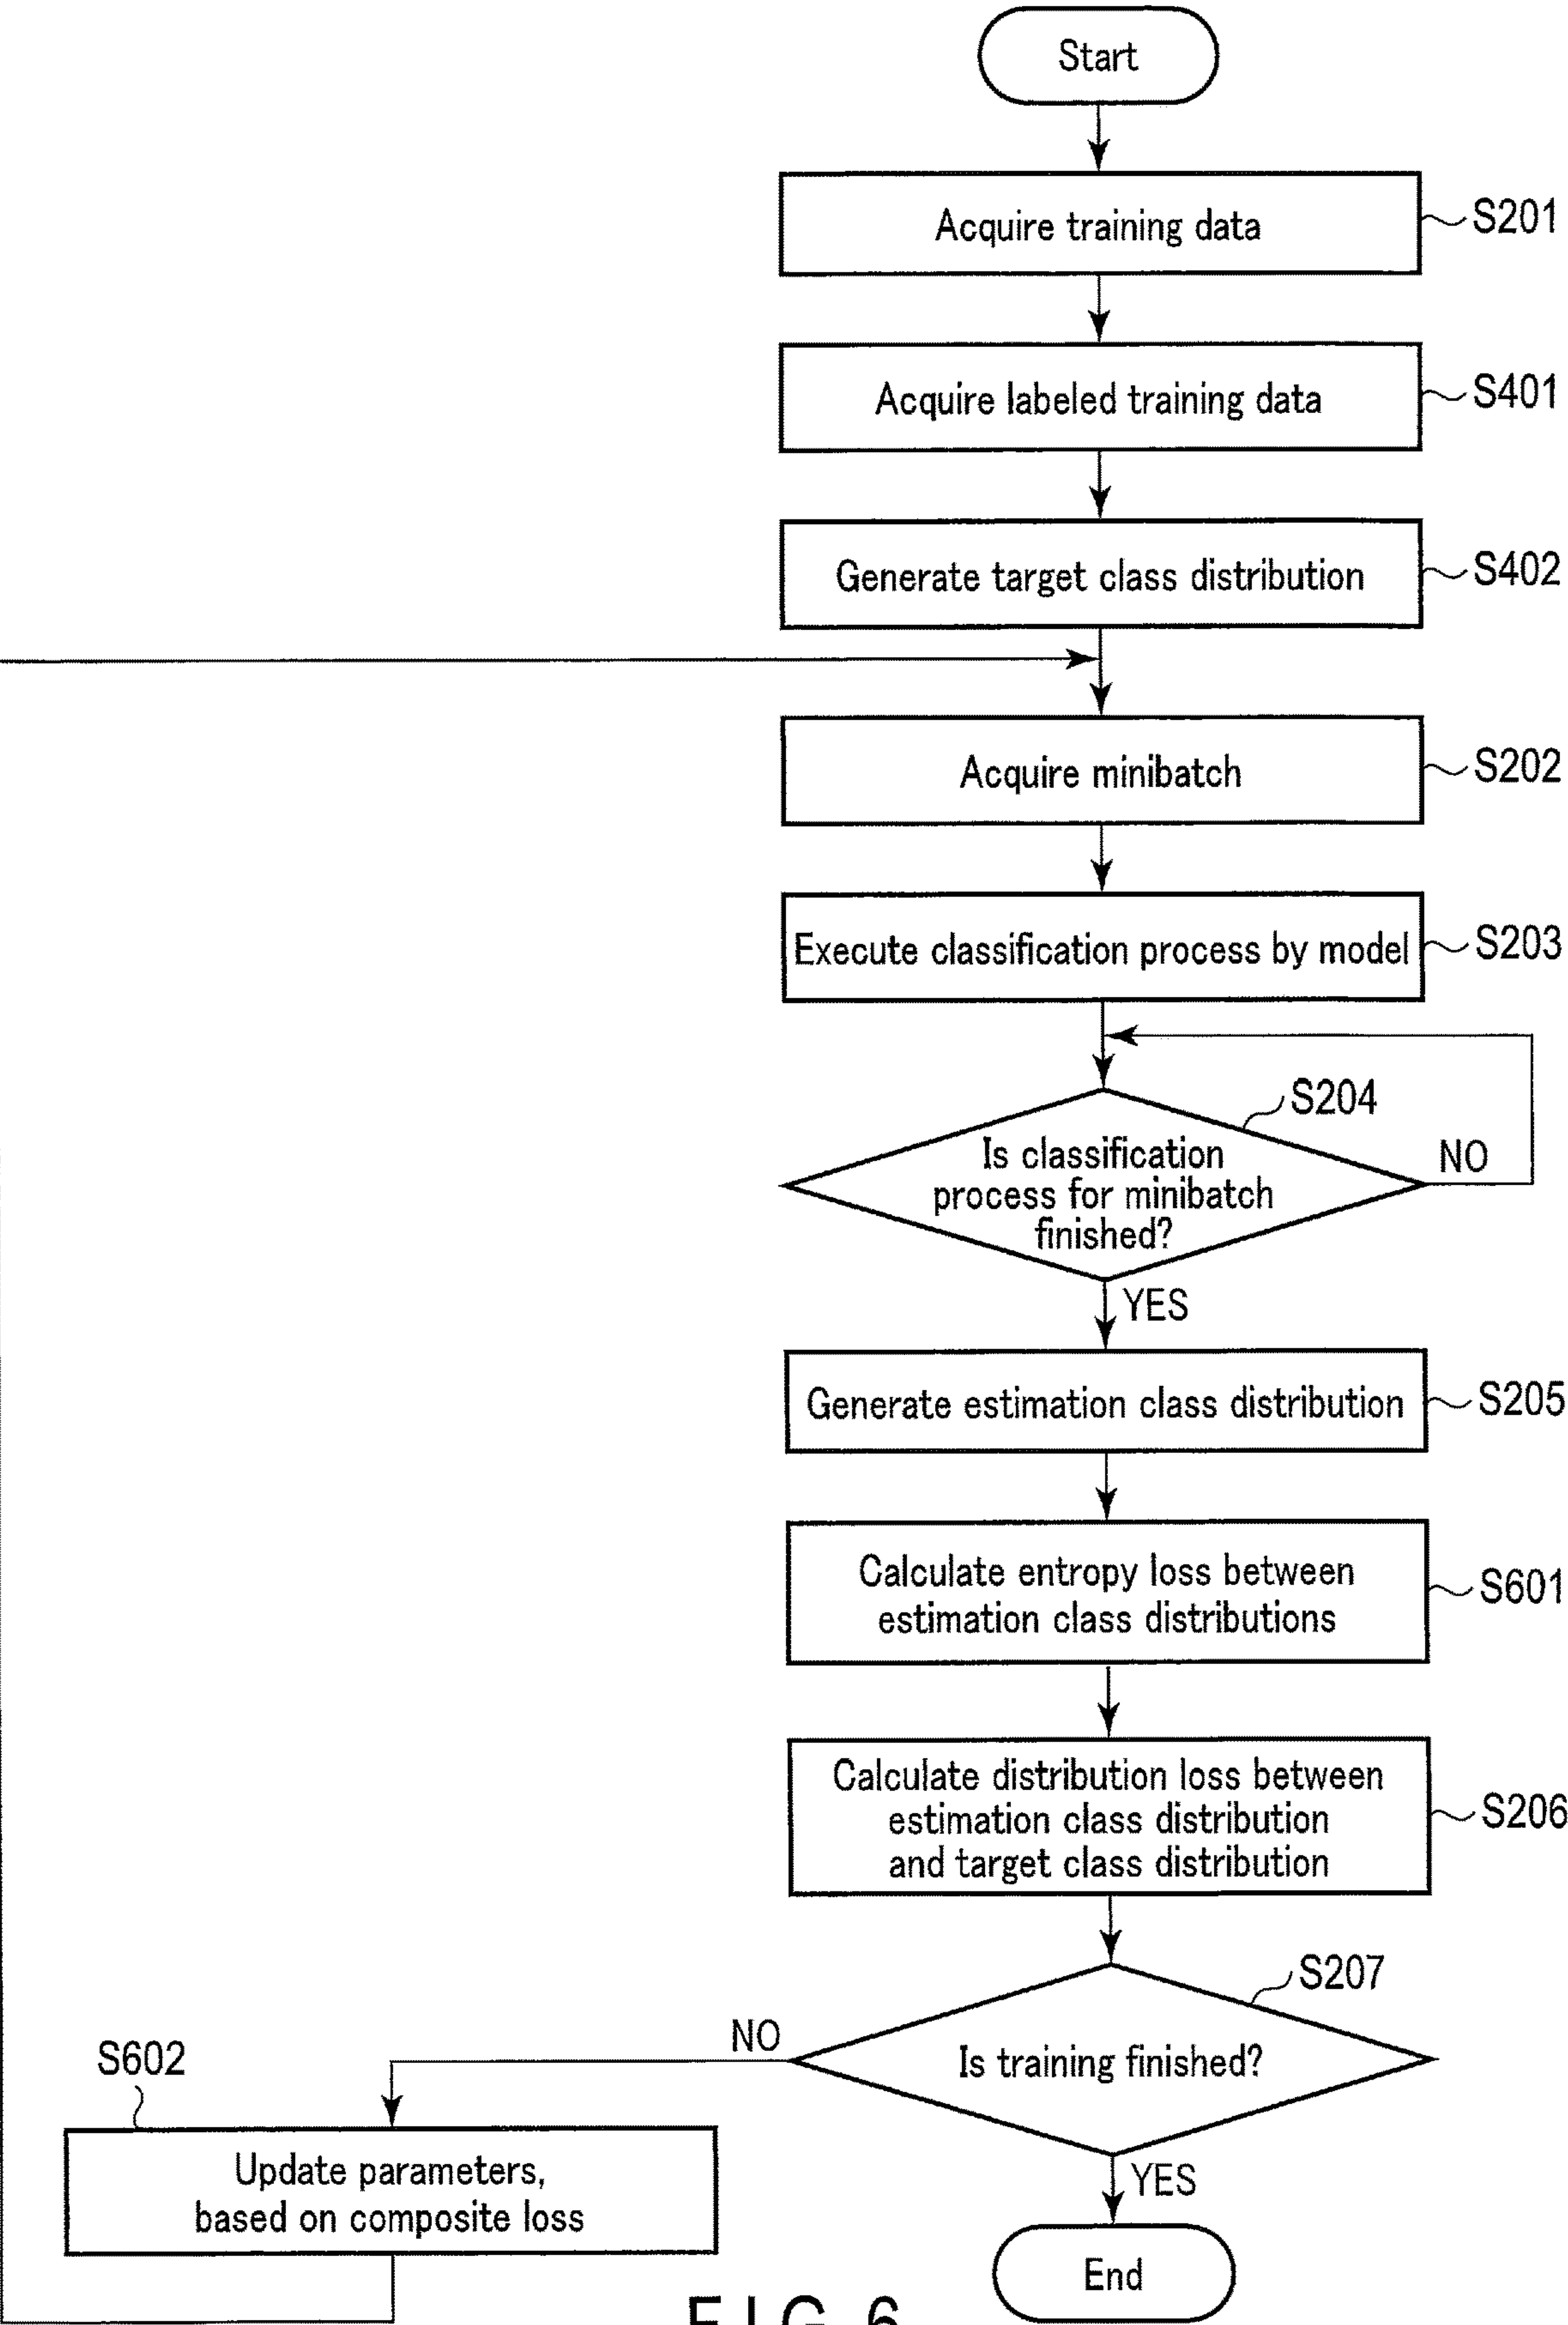 Start
Acquire training data
S201
Acquire labeled training data
S401
Generate target class distribution
S402
Acquire minibatch
S202
Execute classification process by model
S203
S204
Is classification
process for minibatch
finished?
NO
YES
Generate estimation class distribution
S205
Calculate entropy loss between
estimation class distributions
S601
Calculate distribution loss between
estimation class distribution
and target class distribution
S206
S207
Is training finished?
NO
S602
Update parameters,
based on composite loss
YES
End
FIG. 6